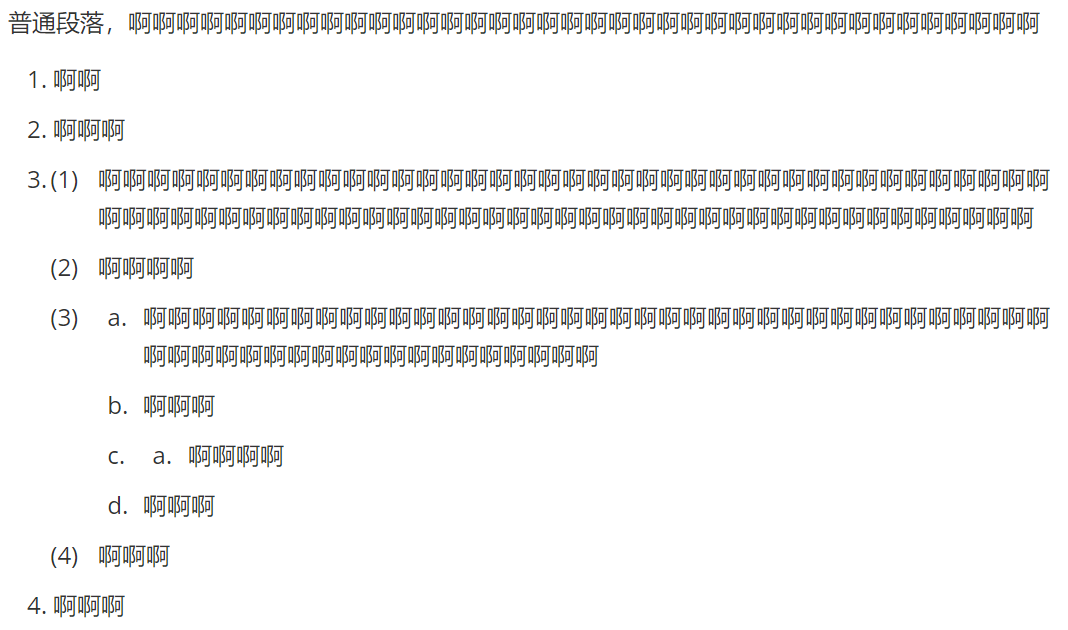 普通段落，啊啊啊啊啊啊啊啊啊啊啊啊啊啊啊啊啊啊啊啊啊啊啊啊啊啊啊啊啊啊啊啊啊啊啊啊啊啊
1. 啊啊
2. 啊啊啊
3. (1) 啊啊啊啊啊啊啊啊啊啊啊啊啊啊啊啊啊啊啊啊啊啊啊啊啊啊啊啊啊啊啊啊啊啊啊啊啊啊啊
啊啊啊啊啊啊啊啊啊啊啊啊啊啊啊啊啊啊啊啊啊啊啊啊啊啊啊啊啊啊啊啊啊啊啊啊啊啊啊
(2) 啊啊啊啊
(3) a. 啊啊啊啊啊啊啊啊啊啊啊啊啊啊啊啊啊啊啊啊啊啊啊啊啊啊啊啊啊啊啊啊啊啊啊啊啊
啊啊啊啊啊啊啊啊啊啊啊啊啊啊啊啊啊啊啊
b. 啊啊啊
c. a. 啊啊啊啊
d. 啊啊啊
(4) 啊啊啊
4. 啊啊啊